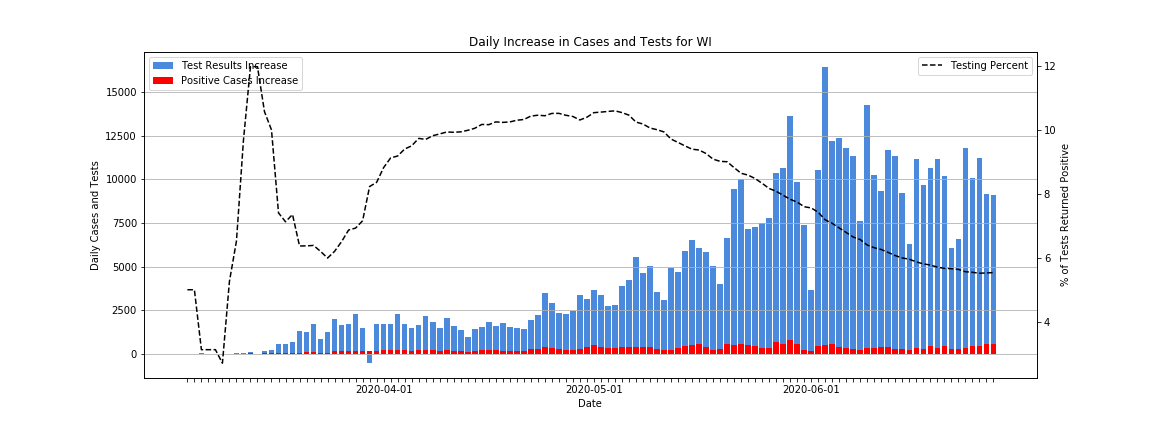 Daily Increase in Cases and Tests for WI
Test Results Increase
Positive Cases Increase
Testing Percent
Daily Cases and Tests
15000
12500
10000
7500
5000
2500
0
12
10
8
6
4
% of Tests Returned Positive
2020-04-01
2020-05-01
2020-06-01
Date